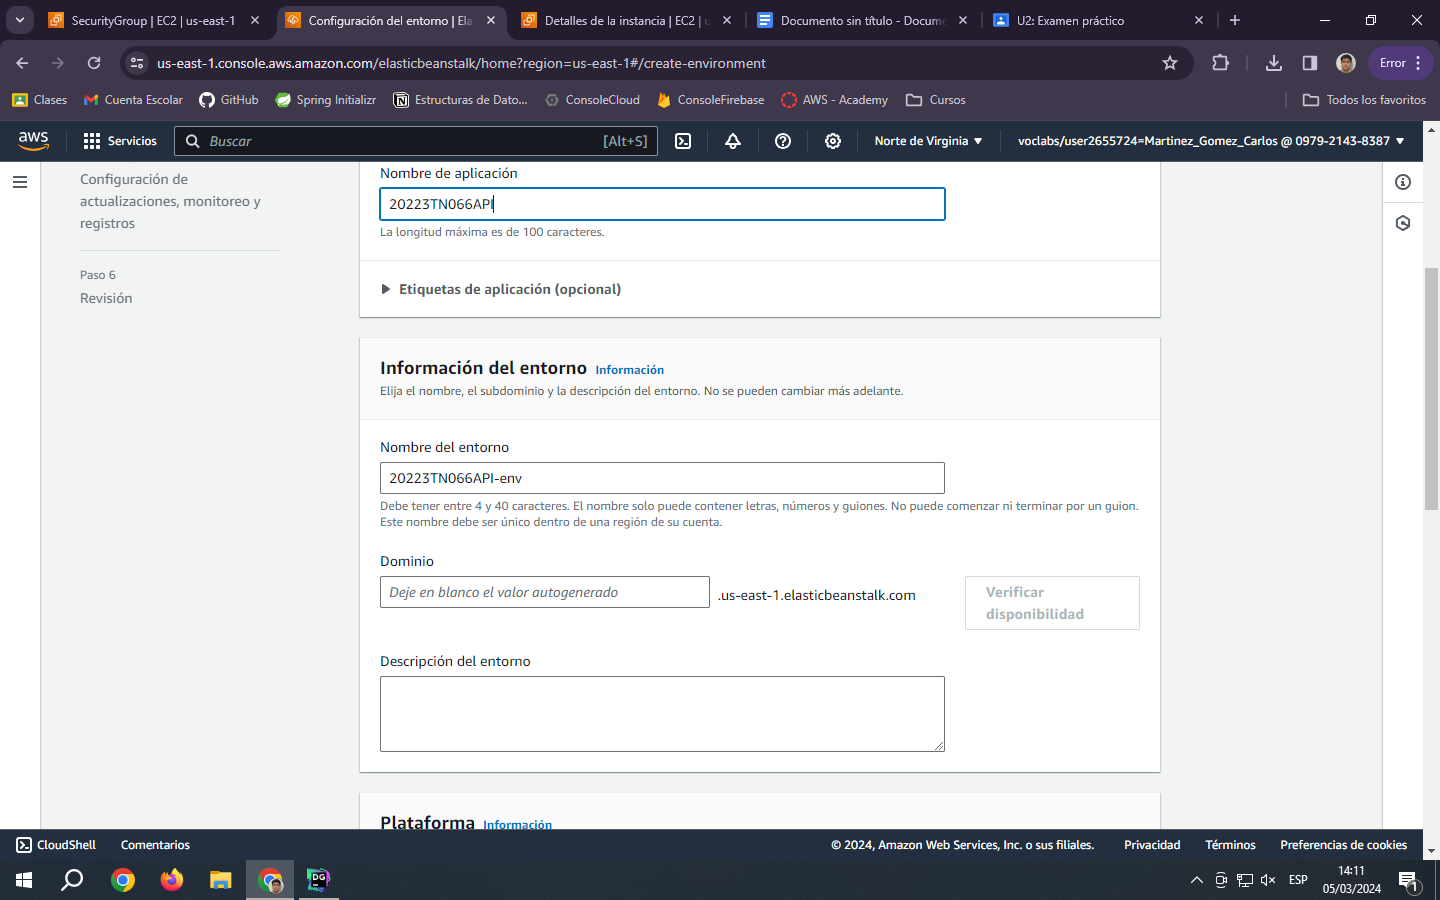 SecurityGroup | EC2 | us-east-1
Configuración del entorno | Ela
Detalles de la instancia | EC2 | u
Documento sin título - Docume
U2: Examen práctico
us-east-1.console.aws.amazon.com/elasticbeanstalk/home?region=us-east-1#/create-environment
Error
Clases
Cuenta Escolar
GitHub
Spring Initializr
Estructuras de Dato...
ConsoleCloud
ConsoleFirebase
AWS - Academy
Cursos
Todos los favoritos
aws
Servicios
Buscar
[Alt+S]
Norte de Virginia
voclabs/user2655724=Martinez_Gomez_Carlos @ 0979-2143-8387
Configuración de
actualizaciones, monitoreo y
registros
Paso 6
Revisión
Nombre de aplicación
20223TN066API
La longitud máxima es de 100 caracteres.
Etiquetas de aplicación (opcional)
Información del entorno Información
Elija el nombre, el subdominio y la descripción del entorno. No se pueden cambiar más adelante.
Nombre del entorno
20223TN066API-env
Debe tener entre 4 y 40 caracteres. El nombre solo puede contener letras, números y guiones. No puede comenzar ni terminar por un guion.
Este nombre debe ser único dentro de una región de su cuenta.
Dominio
Deje en blanco el valor autogenerado
.us-east-1.elasticbeanstalk.com
Verificar
disponibilidad
Descripción del entorno
Plataforma Información
CloudShell
Comentarios
© 2024, Amazon Web Services, Inc. o sus filiales.
Privacidad
Términos
Preferencias de cookies
DG
ESP
14:11
05/03/2024
1